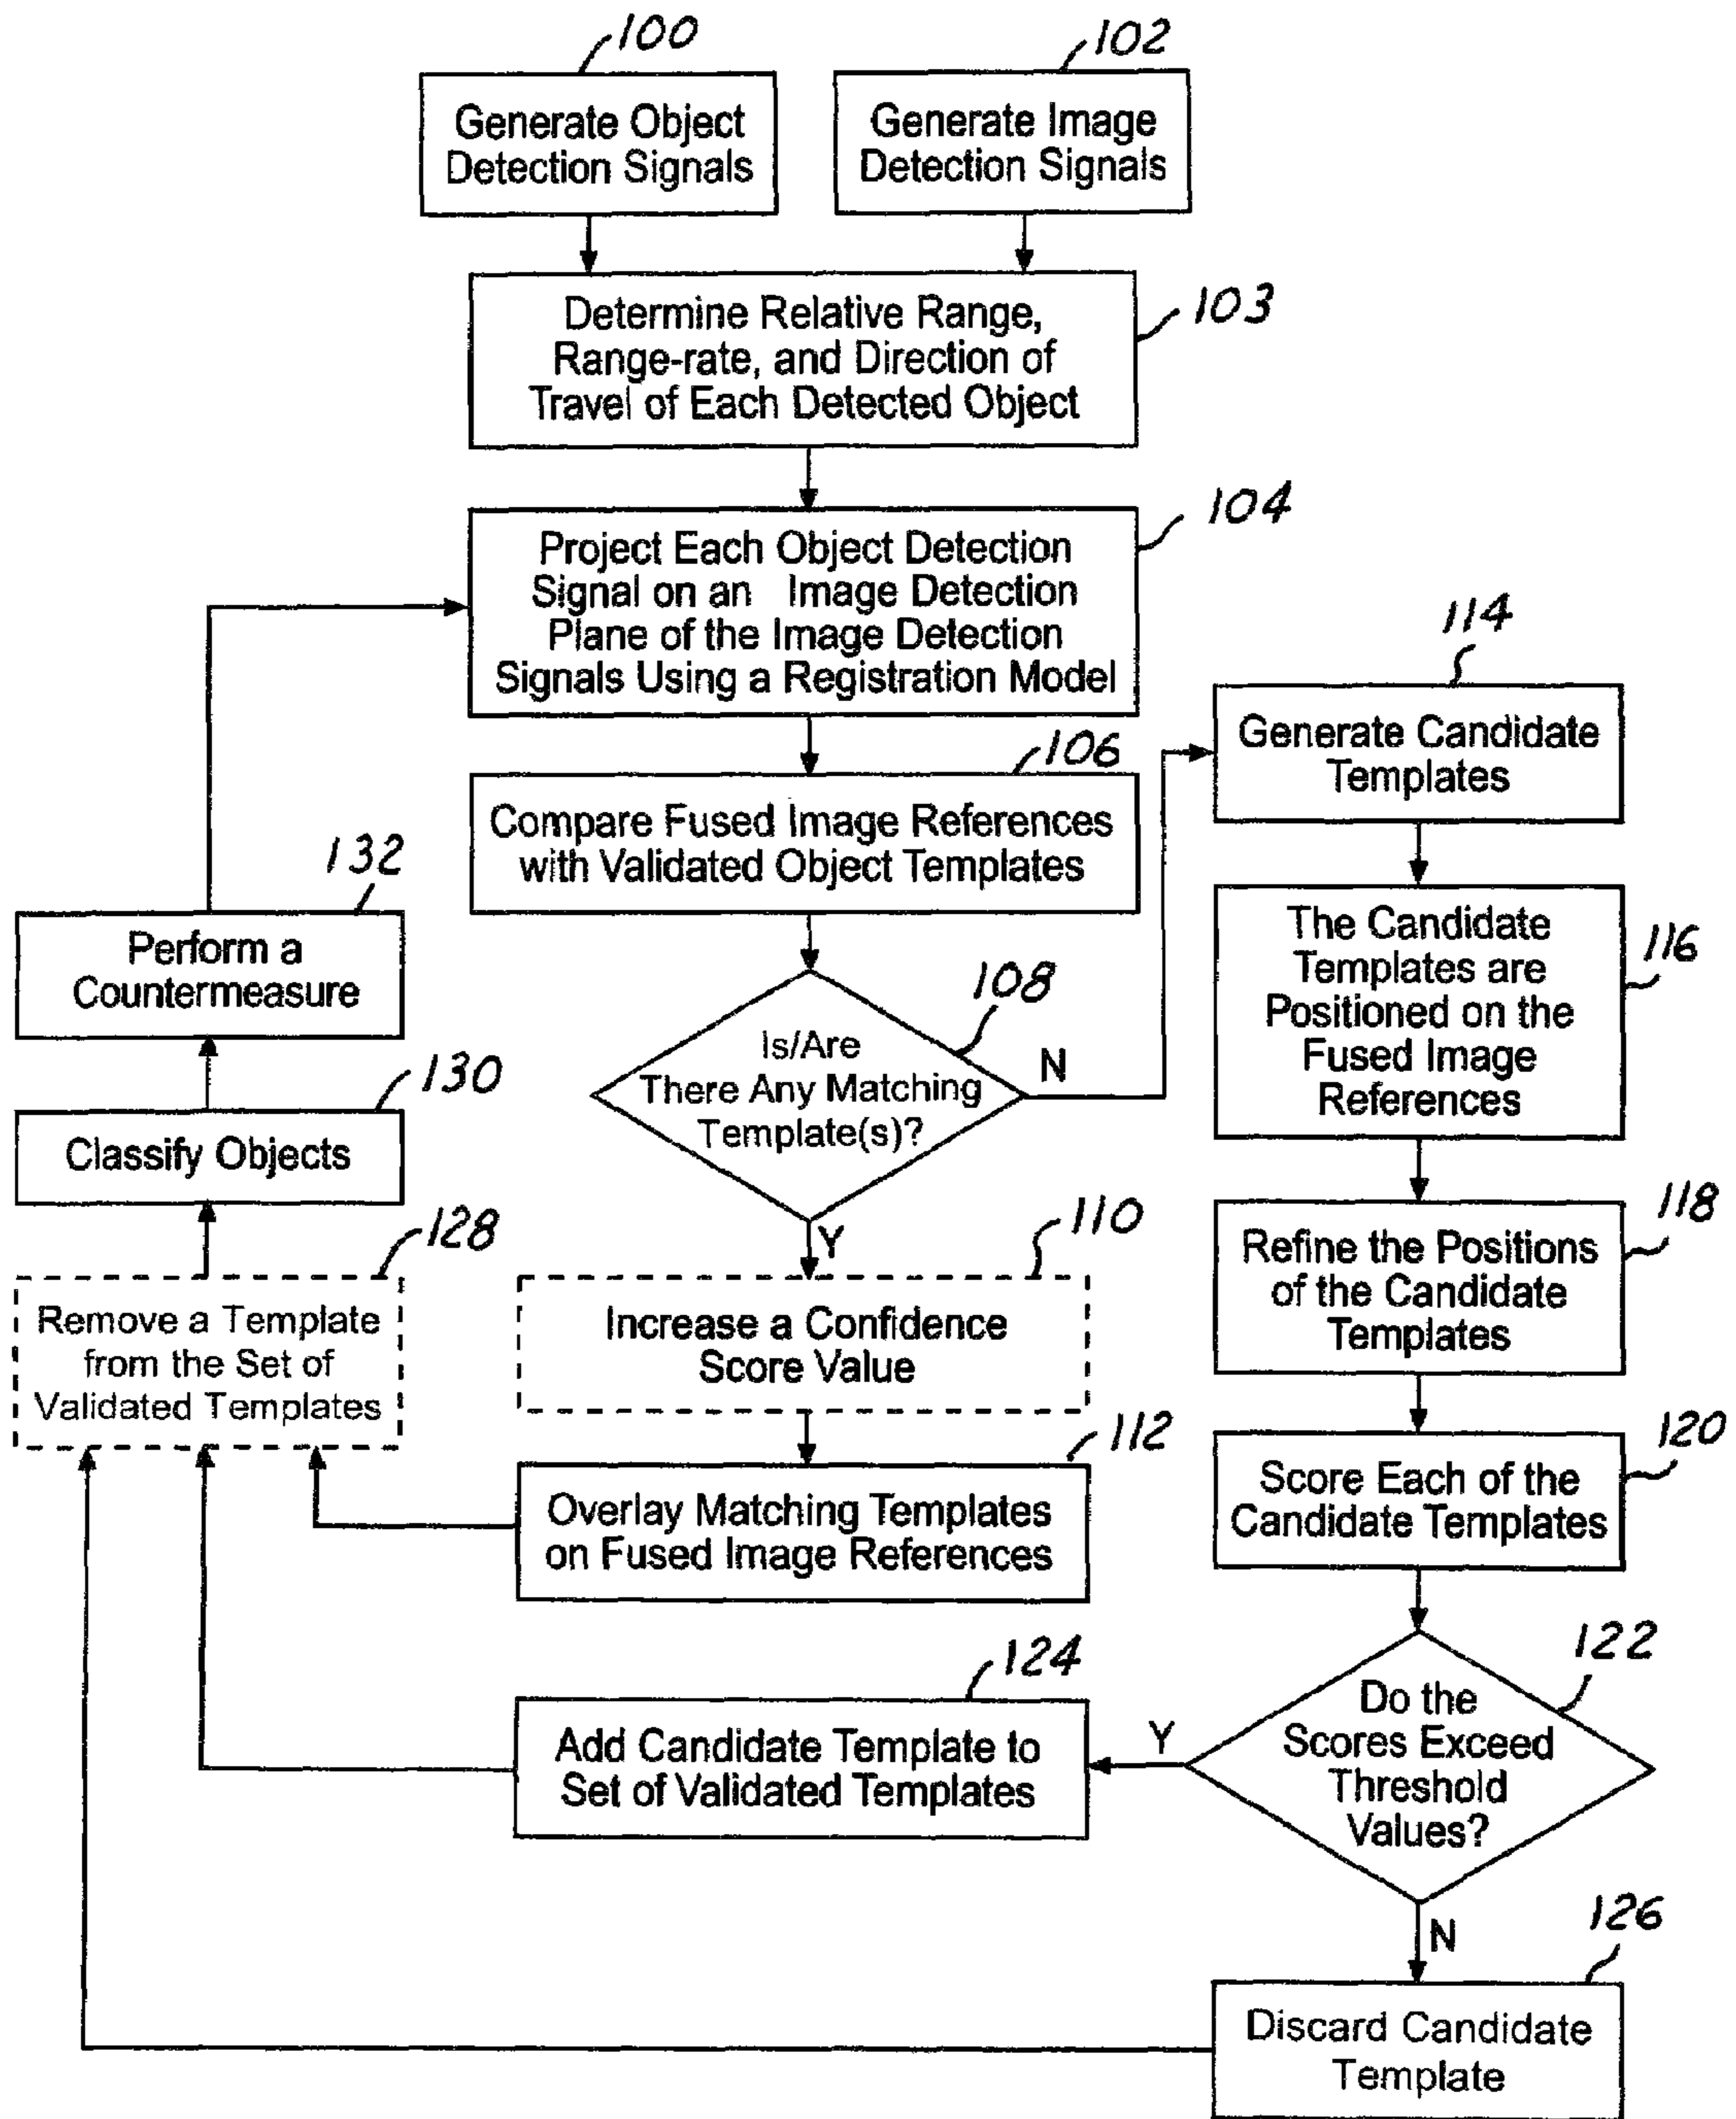 100
102
Generate Object
Detection Signals
Generate Image
Detection Signals
103
Determine Relative Range,
Range-rate, and Direction of
Travel of Each Detected Object
104
Project Each Object Detection
Signal on an Image Detection
Plane of the Image Detection
Signals Using a Registration Model
106
Compare Fused Image References
with Validated Object Templates
108
Is/Are
There Any Matching
Template(s)?
N
Y
110
Increase a Confidence
Score Value
112
Overlay Matching Templates
on Fused Image References
114
Generate Candidate
Templates
116
The Candidate
Templates are
Positioned on the
Fused Image
References
118
Refine the Positions
of the Candidate
Templates
120
Score Each of the
Candidate Templates
122
Do the
Scores Exceed
Threshold
Values?
Y
N
124
Add Candidate Template to
Set of Validated Templates
126
Discard Candidate
Template
128
Remove a Template
from the Set of
Validated Templates
130
Classify Objects
132
Perform a
Countermeasure